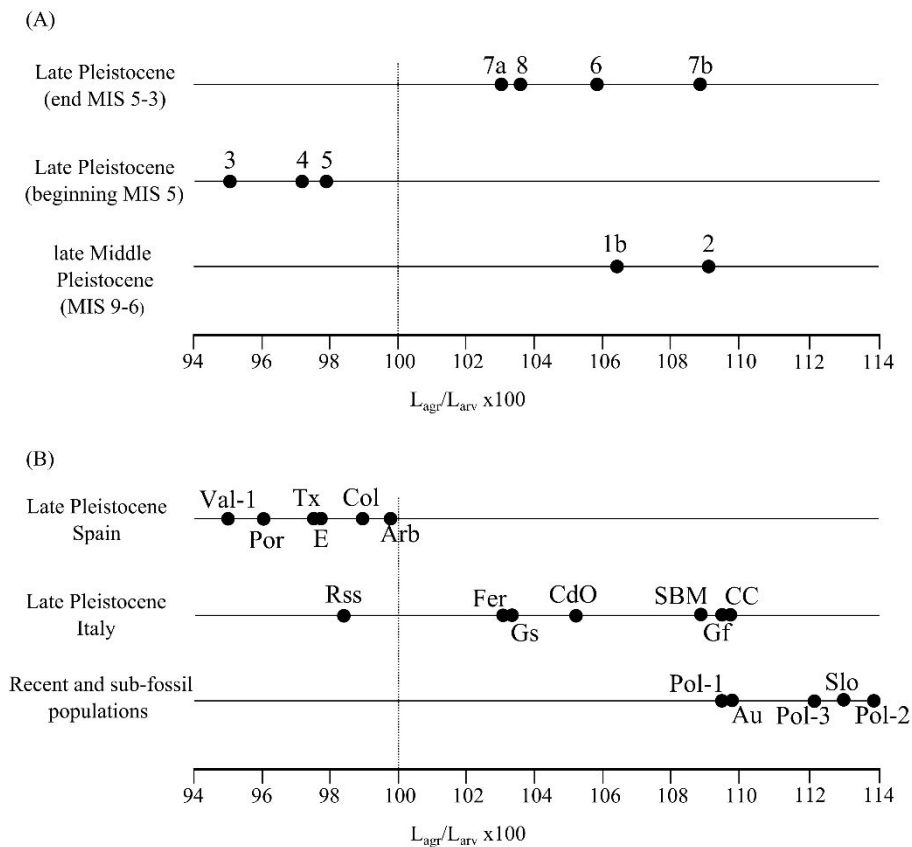 (A)
7a 8 6 7b
Late Pleistocene
(end MIS 5-3)
3 4 5
Late Pleistocene
(beginning MIS 5)
1b 2
late Middle
Pleistocene
(MIS 9-6)
94 96 98 100 102 104 106 108 110 112 114
Lagr/Larv x100
(B)
Val-1 Tx Col
Late Pleistocene
Spain
Por E Arb
Rss Fer CdO SBM CC
Late Pleistocene
Italy
Gs Gf
Pol-1 Slo
Recent and sub-fossil
populations
Au Pol-3 Pol-2
94 96 98 100 102 104 106 108 110 112 114
Lagr/Larv x100